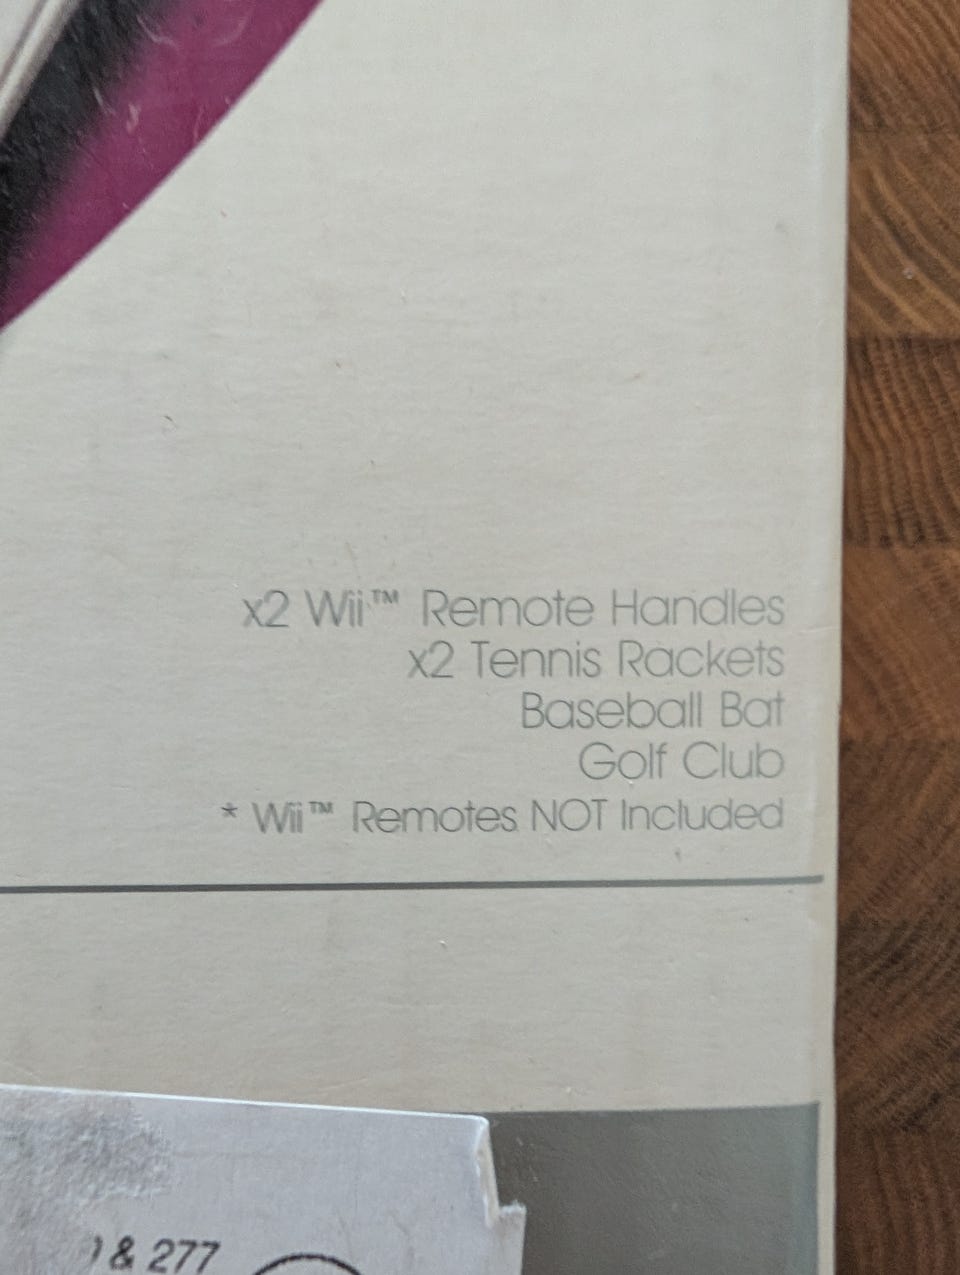 x2 Wii™ Remote Handles
x2 Tennis Rackets
Baseball Bat
Golf Club
* Wii™ Remotes NOT Included
& 277